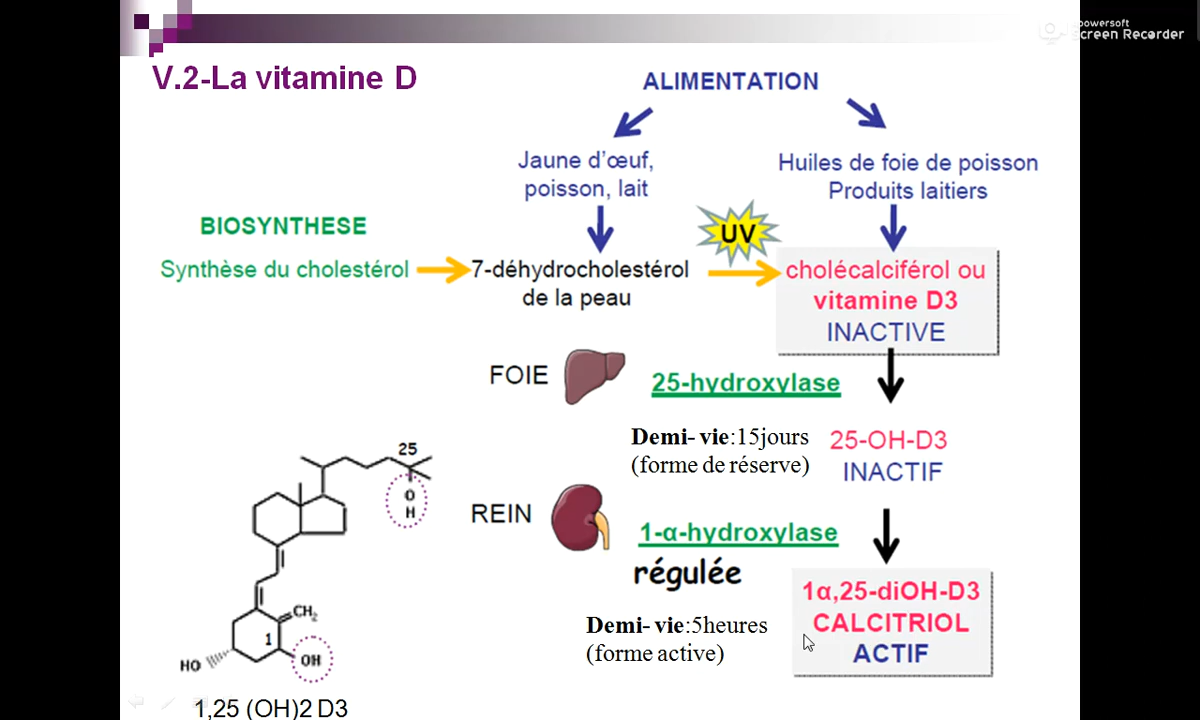 powersoft
Screen Recorder
V.2-La vitamine D
ALIMENTATION
Jaune d'œuf,
poisson, lait
Huiles de foie de poisson
Produits laitiers
BIOSYNTHESE
UV
Synthèse du cholestérol
7-déhydrocholestérol
de la peau
cholécalciférol ou
vitamine D3
INACTIVE
FOIE
25-hydroxylase
Demi- vie:15jours
(forme de réserve)
25-OH-D3
INACTIF
REIN
1-α-hydroxylase
régulée
Demi- vie:5heures
(forme active)
1α,25-diOH-D3
CALCITRIOL
ACTIF
25
O
H
CH2
1
HO
OH
1,25 (OH)2 D3